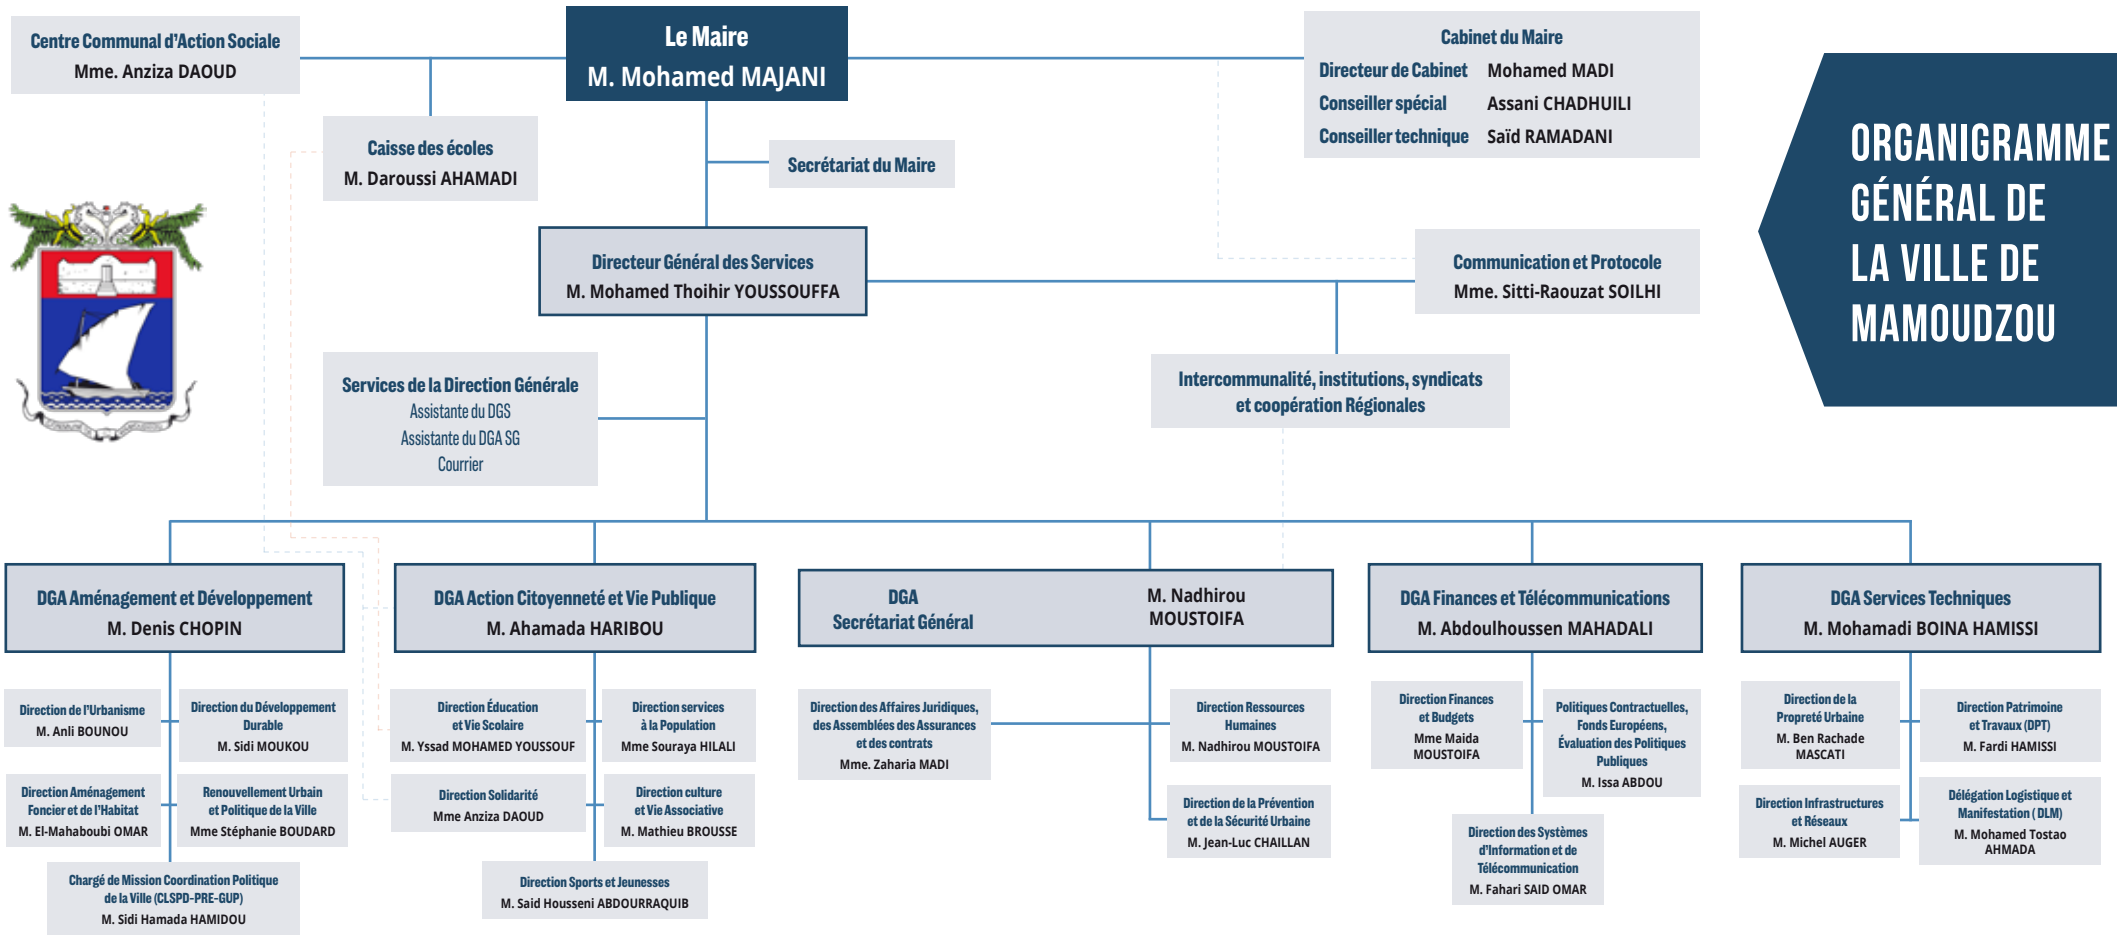 Centre Communal d'Action Sociale
Mme. Anziza DAOUD
Le Maire
M. Mohamed MAJANI
Cabinet du Maire
Directeur de Cabinet Mohamed MADI
Conseiller spécial Assani CHADHUILI
Conseiller technique Saïd RAMADANI
ORGANIGRAMME
GÉNÉRAL DE
LA VILLE DE
MAMOUDZOU
Caisse des écoles
M. Daroussi AHAMADI
Secrétariat du Maire
Directeur Général des Services
M. Mohamed Thoihir YOUSSOUFFA
Communication et Protocole
Mme. Sitti-Raouzat SOILHI
Services de la Direction Générale
Assistante du DGS
Assistante du DGA SG
Courrier
Intercommunalité, institutions, syndicats
et coopération Régionales
DGA Aménagement et Développement
M. Denis CHOPIN
DGA Action Citoyenneté et Vie Publique
M. Ahamada HARIBOU
DGA
Secrétariat Général
M. Nadhirou
MOUSTOIFA
DGA Finances et Télécommunications
M. Abdoulhoussen MAHADALI
DGA Services Techniques
M. Mohamadi BOINA HAMISSI
Direction de l'Urbanisme
M. Anli BOUNOU
Direction du Développement
Durable
M. Sidi MOUKOU
Direction Aménagement
Foncier et de l'Habitat
M. El-Mahaboubi OMAR
Renouvellement Urbain
et Politique de la Ville
Mme Stéphanie BOUDARD
Chargé de Mission Coordination Politique
de la Ville (CLSPD-PRE-GUP)
M. Sidi Hamada HAMIDOU
Direction Éducation
et Vie Scolaire
M. Yssad MOHAMED YOUSSOUF
Direction services
à la Population
Mme Souraya HILALI
Direction Solidarité
Mme Anziza DAOUD
Direction culture
et Vie Associative
M. Mathieu BROUSSE
Direction Sports et Jeunesses
M. Said Housseni ABDOURRAQUIB
Direction des Affaires Juridiques,
des Assemblées des Assurances
et des contrats
Mme. Zaharia MADI
Direction Ressources
Humaines
M. Nadhirou MOUSTOIFA
Direction de la Prévention
et de la Sécurité Urbaine
M. Jean-Luc CHAILLAN
Direction Finances
et Budgets
Mme Maida
MOUSTOIFA
Politiques Contractuelles,
Fonds Européens,
Évaluation des Politiques
Publiques
M. Issa ABDOU
Direction des Systèmes
d'Information et de
Télécommunication
M. Fahari SAID OMAR
Direction de la
Propreté Urbaine
M. Ben Rachade
MASCATI
Direction Patrimoine
et Travaux (DPT)
M. Fardi HAMISSI
Direction Infrastructures
et Réseaux
M. Michel AUGER
Délégation Logistique et
Manifestation ( DLM)
M. Mohamed Tostao
AHMADA